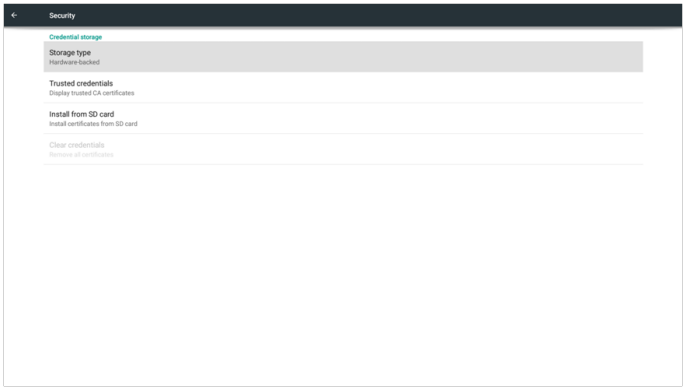 Security
Credential storage
Storage type
Hardware-backed
Trusted credentials
Display trusted CA certificates
Install from SD card
Install certificates from SD card
Clear credentials
Remove all certificates